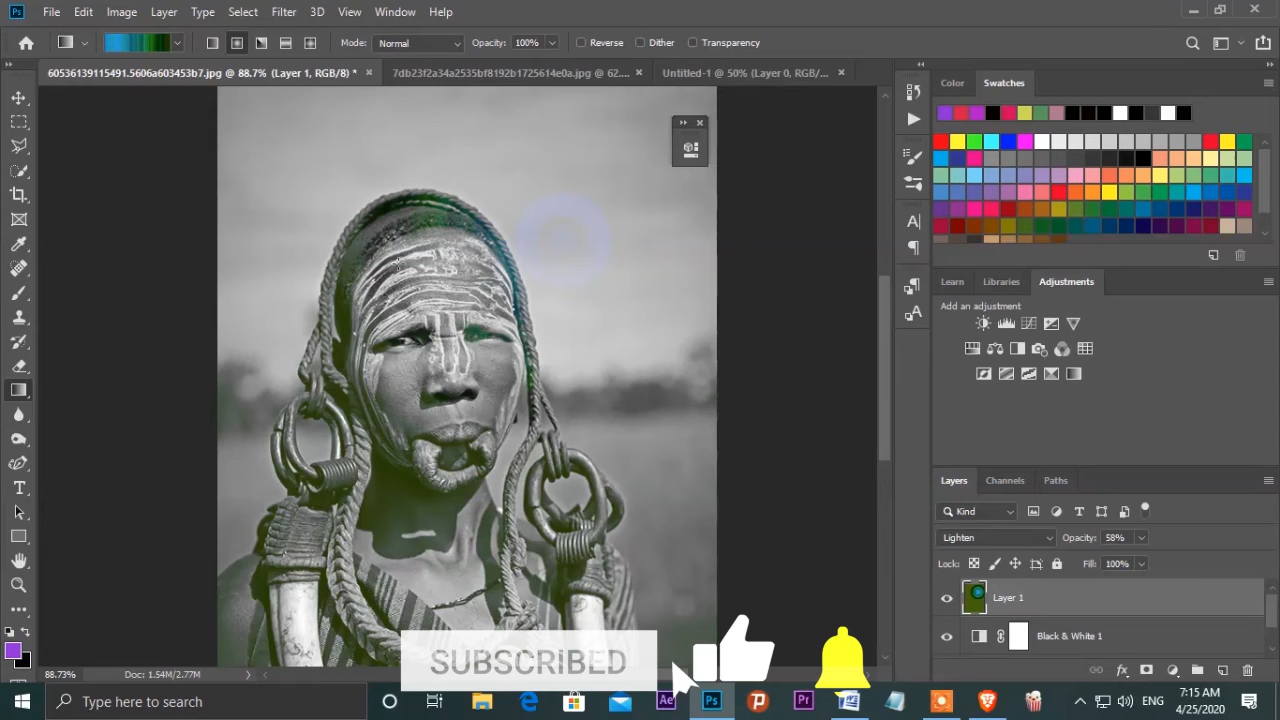 File Edit Image Layer Type Select Filter 3D View Window Help
Mode: Normal Opacity: 100% Reverse Dither Transparency
60536139115491.5606a603453b7.jpg @ 88.7% (Layer 1, RGB/8) * 7db23f2a34a2535bf8192b1725614e0a.jpg @ 62.... Untitled-1 @ 50% (Layer 0, RGB/...
Color Swatches
Learn Libraries Adjustments
Add an adjustment
Layers Channels Paths
Kind
Lighten Opacity: 58%
Lock: Fill: 100%
Layer 1
Black & White 1
SUBSCRIBED
88.73% Doc: 1.54M/2.77M
Type here to search
ENG 7:15 AM
4/25/2020